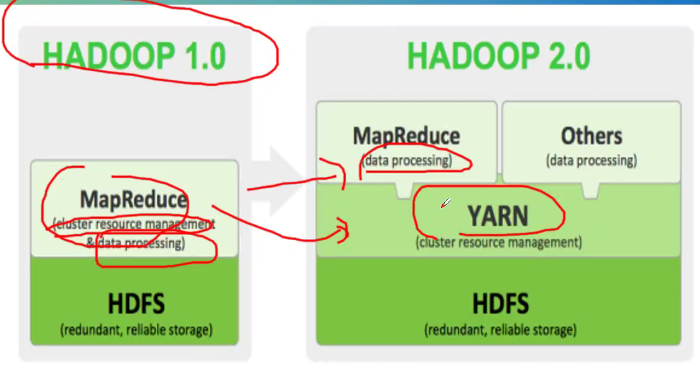 HADOOP 1.0
MapReduce
(cluster resource management
& data processing)
HDFS
(redundant, reliable storage)
HADOOP 2.0
MapReduce
(data processing)
Others
(data processing)
YARN
(cluster resource management)
HDFS
(redundant, reliable storage)